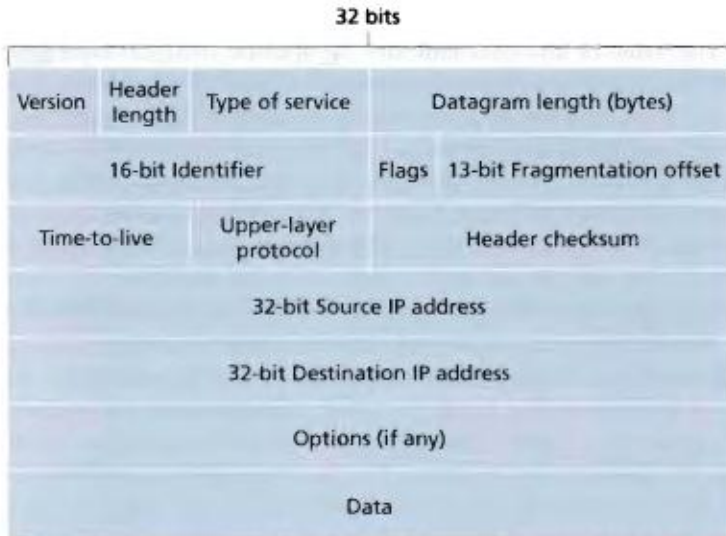 32 bits
Version
Header
length
Type of service
Datagram length (bytes)
16-bit Identifier
Flags
13-bit Fragmentation offset
Time-to-live
Upper-layer
protocol
Header checksum
32-bit Source IP address
32-bit Destination IP address
Options (if any)
Data